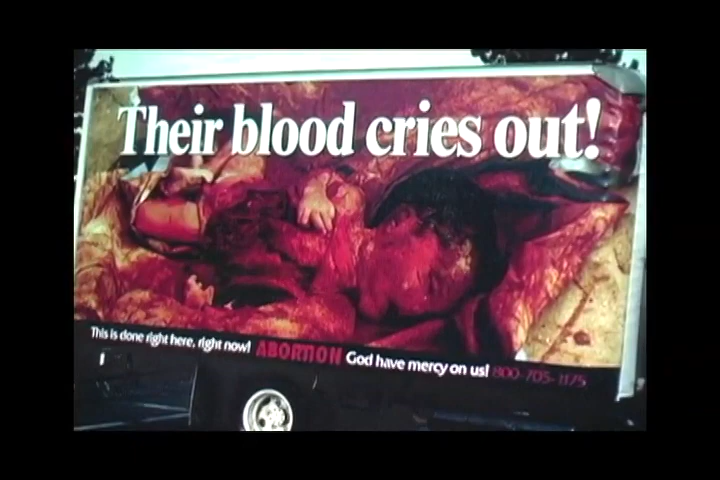 Their blood cries out!
This is done right here, right now! ABORTION God have mercy on us! 800-705-1175